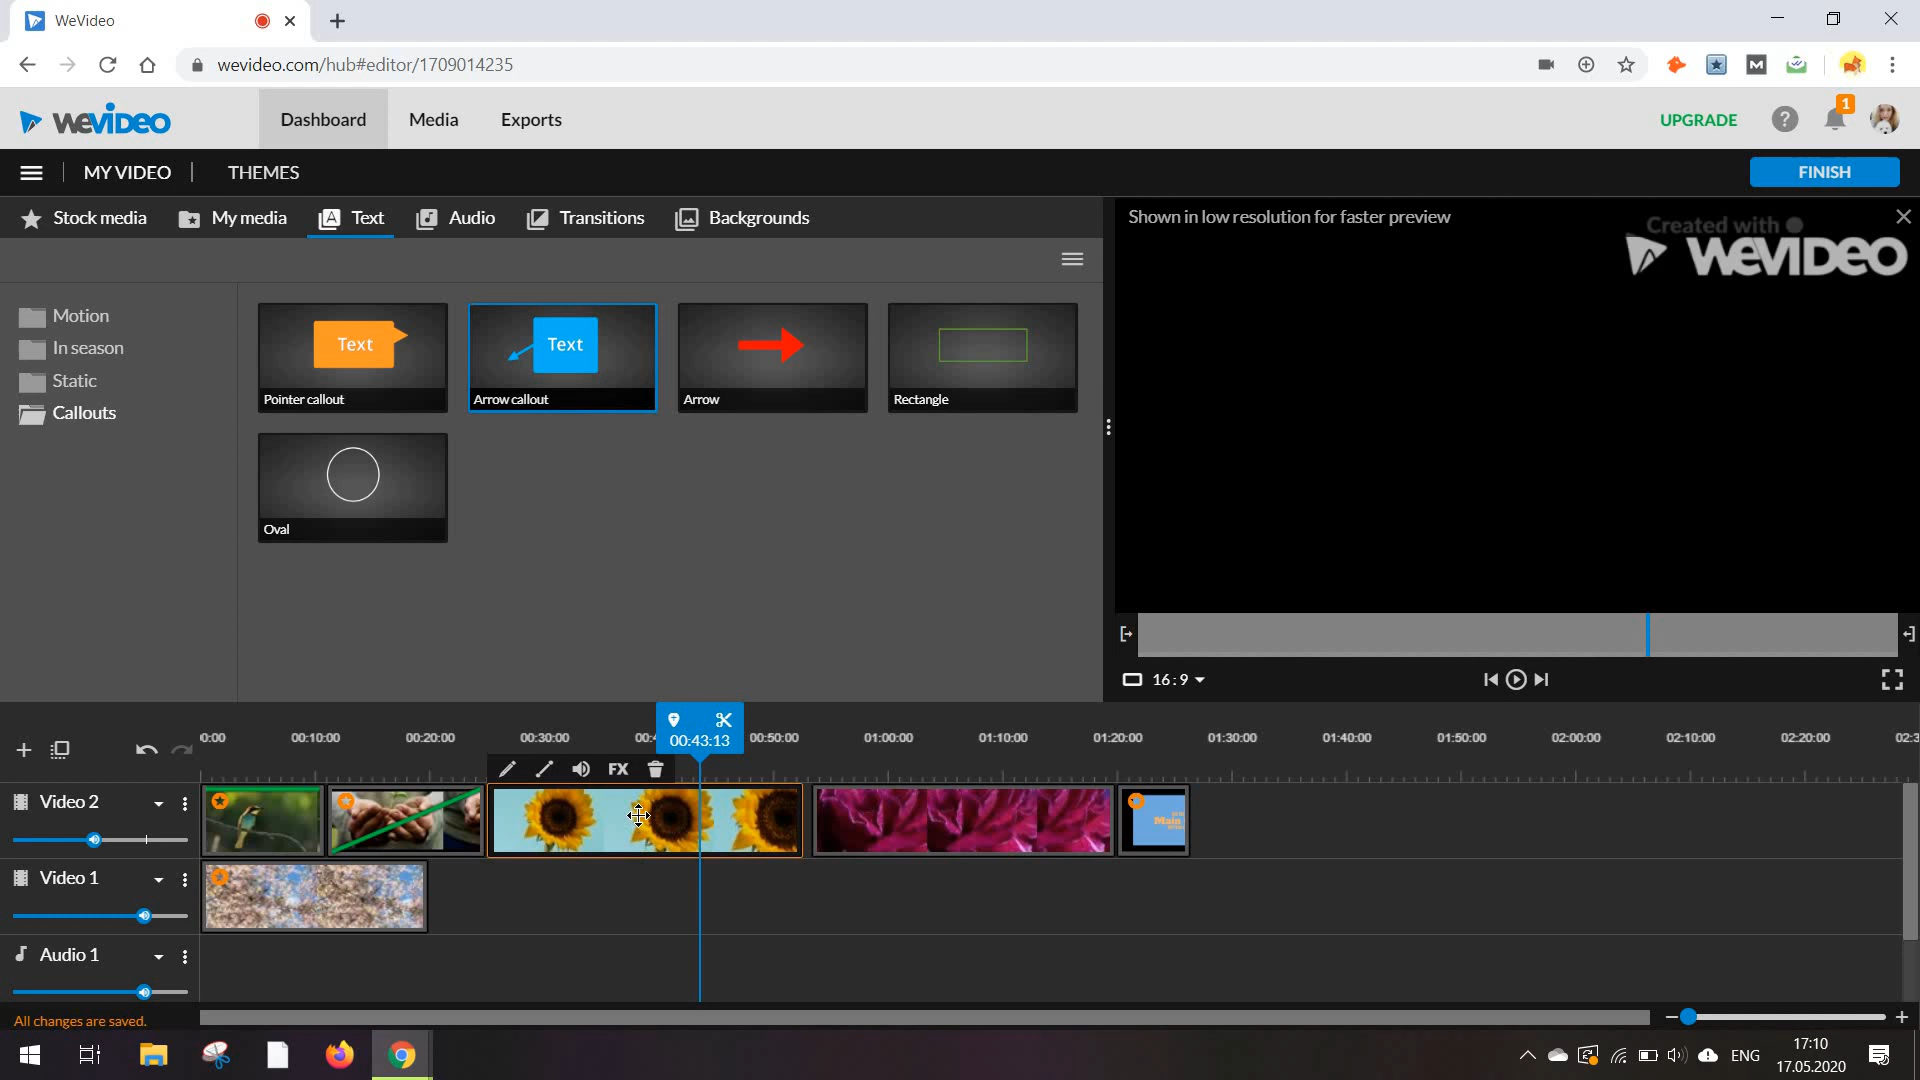 WeVideo
wevideo.com/hub#editor/1709014235
WEVIDEO
Dashboard
Media
Exports
UPGRADE
1
MY VIDEO
THEMES
FINISH
Stock media
My media
Text
Audio
Transitions
Backgrounds
Shown in low resolution for faster preview
Created with
WEVIDEO
Motion
In season
Static
Callouts
Text
Pointer callout
Text
Arrow callout
Arrow
Rectangle
Oval
16:9
00:43:13
00:10:00
00:20:00
00:30:00
00:50:00
01:00:00
01:10:00
01:20:00
01:30:00
01:40:00
01:50:00
02:00:00
02:10:00
02:20:00
FX
Video 2
Main
Video 1
Audio 1
All changes are saved.
ENG
17:10
17.05.2020